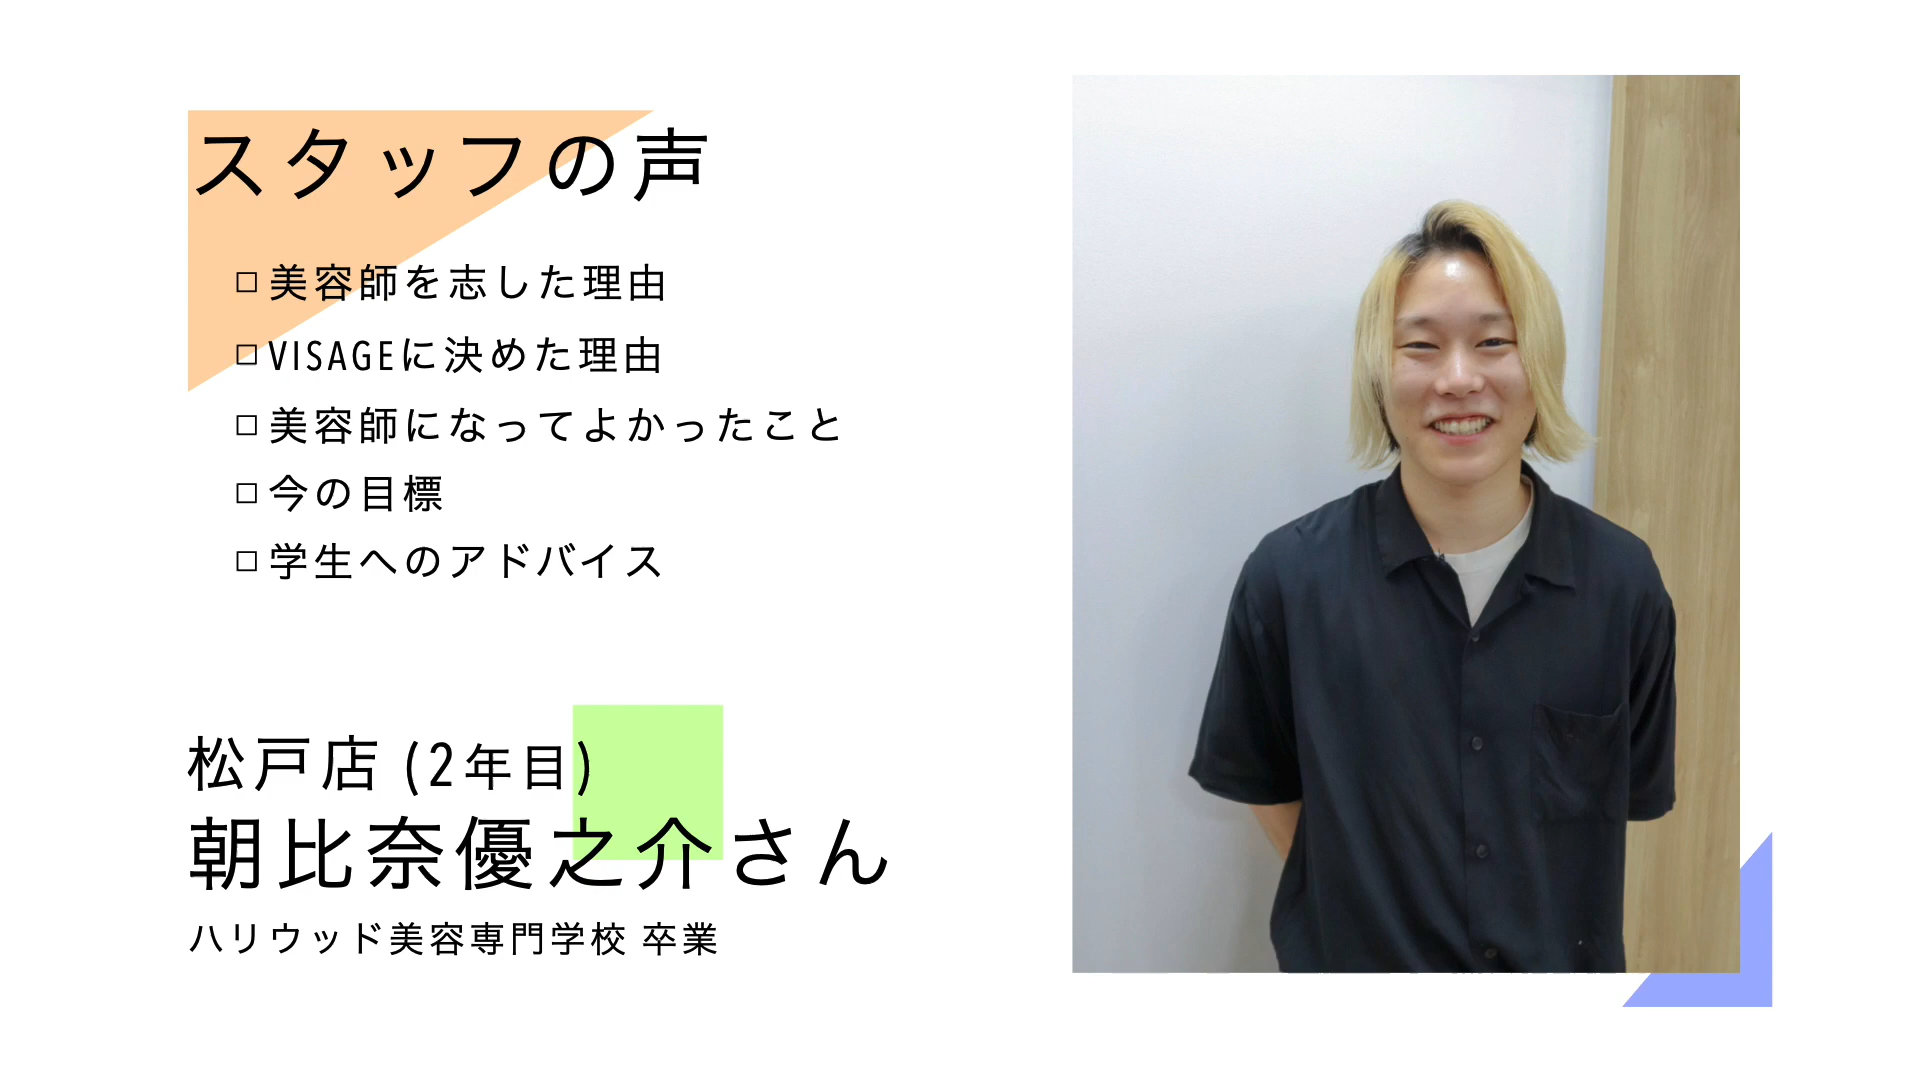 スタッフの声
□美容師を志した理由
□VISAGEに決めた理由
□美容師になってよかったこと
□今の目標
□学生へのアドバイス
松戸店 (2年目)
朝比奈優之介さん
ハリウッド美容専門学校 卒業